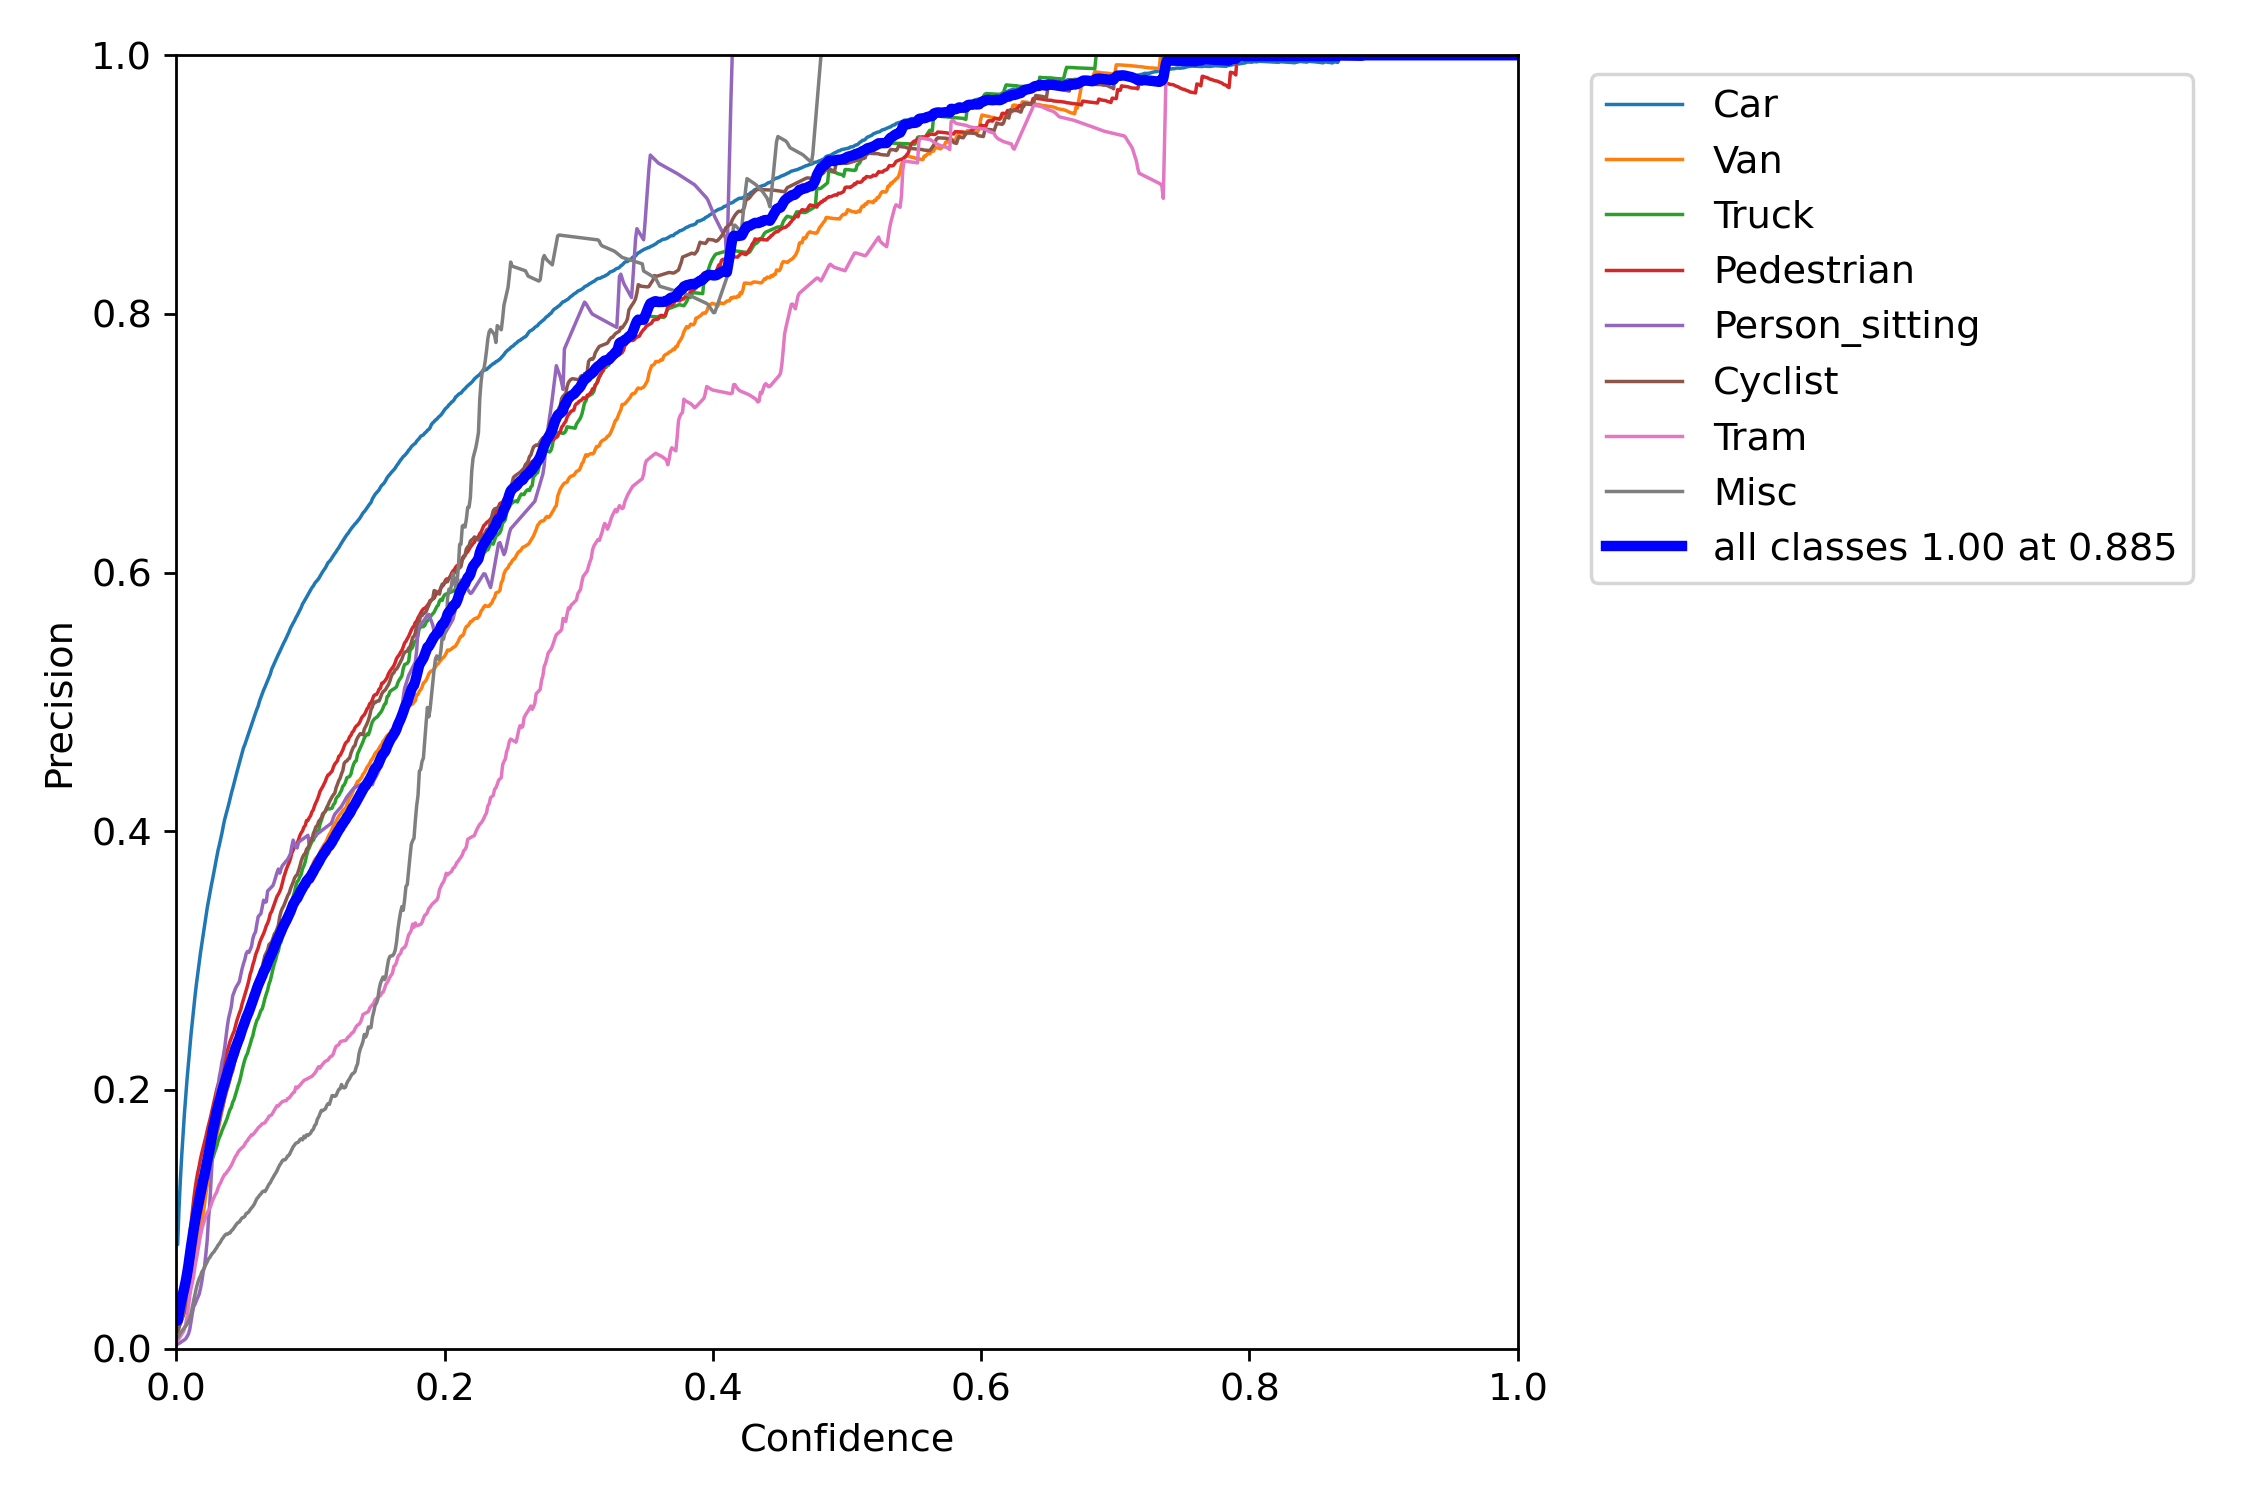 1.0
0.8
0.6
0.4
0.2
0.0
Precision
0.0 0.2 0.4 0.6 0.8 1.0
Confidence
Car
Van
Truck
Pedestrian
Person_sitting
Cyclist
Tram
Misc
all classes 1.00 at 0.885